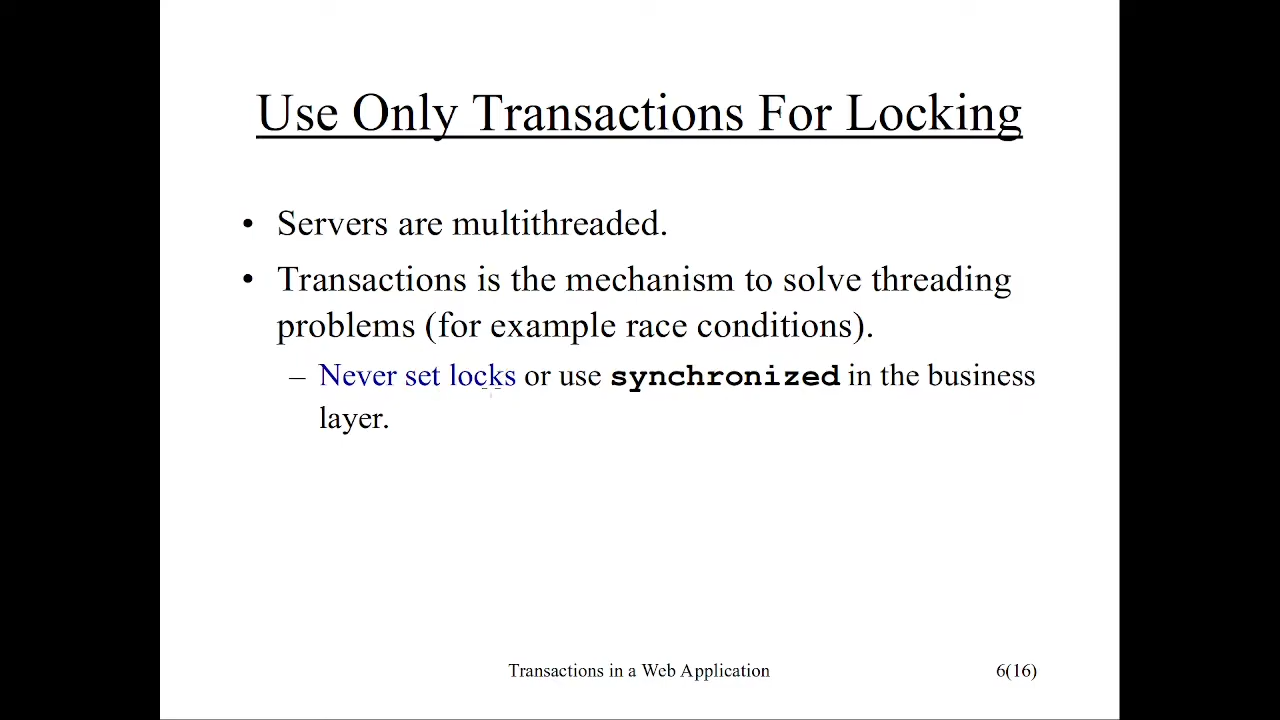 Use Only Transactions For Locking
• Servers are multithreaded.
• Transactions is the mechanism to solve threading
problems (for example race conditions).
– Never set locks or use synchronized in the business
layer.
Transactions in a Web Application
6(16)